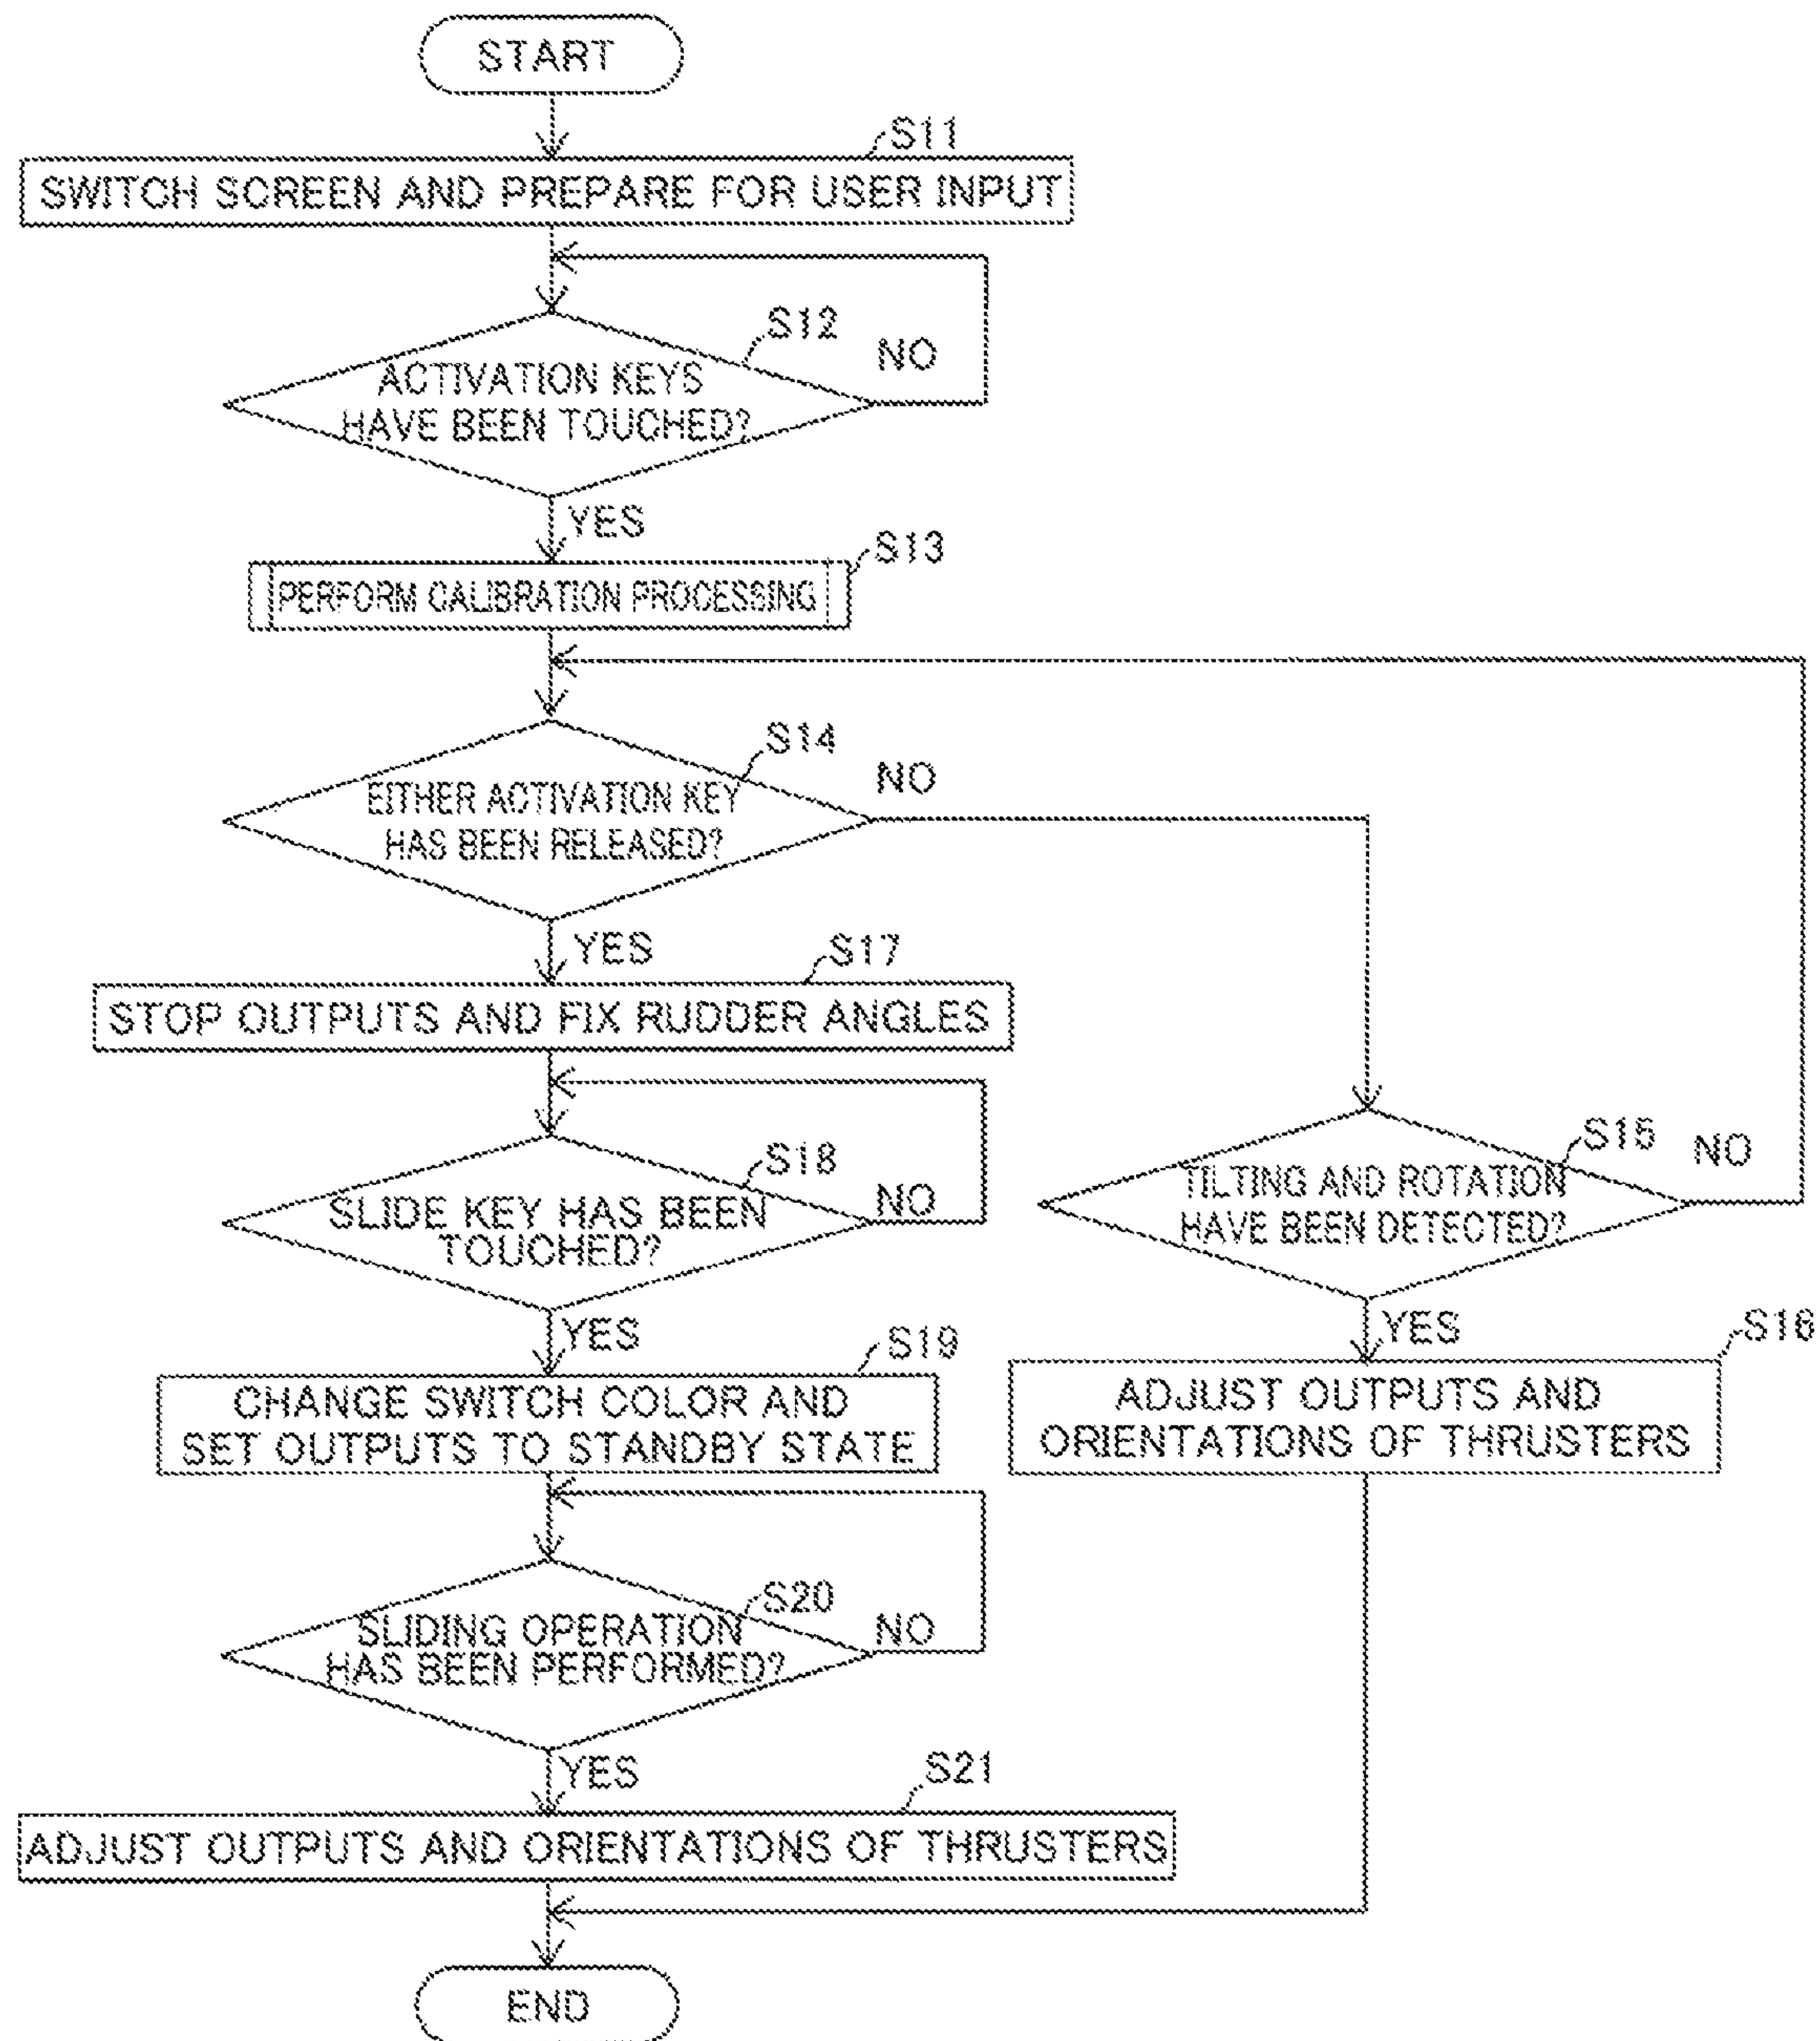 START
S11
SWITCH SCREEN AND PREPARE FOR USER INPUT
S12
ACTIVATION KEYS
HAVE BEEN TOUCHED?
NO
YES
S13
PERFORM CALIBRATION PROCESSING
S14
EITHER ACTIVATION KEY
HAS BEEN RELEASED?
NO
YES
S17
STOP OUTPUTS AND FIX RUDDER ANGLES
S18
SLIDE KEY HAS BEEN
TOUCHED?
NO
YES
S15
TILTING AND ROTATION
HAVE BEEN DETECTED?
NO
YES
S16
ADJUST OUTPUTS AND
ORIENTATIONS OF THRUSTERS
S19
CHANGE SWITCH COLOR AND
SET OUTPUTS TO STANDBY STATE
S20
SLIDING OPERATION
HAS BEEN PERFORMED?
NO
YES
S21
ADJUST OUTPUTS AND ORIENTATIONS OF THRUSTERS
END